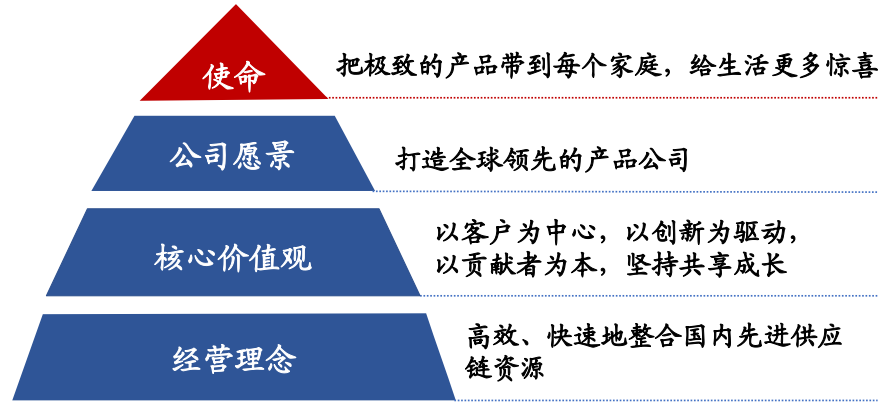 使命
把极致的产品带到每个家庭，给生活更多惊喜
公司愿景
打造全球领先的产品公司
核心价值观
以客户为中心，以创新为驱动，
以贡献者为本，坚持共享成长
经营理念
高效、快速地整合国内先进供应
链资源